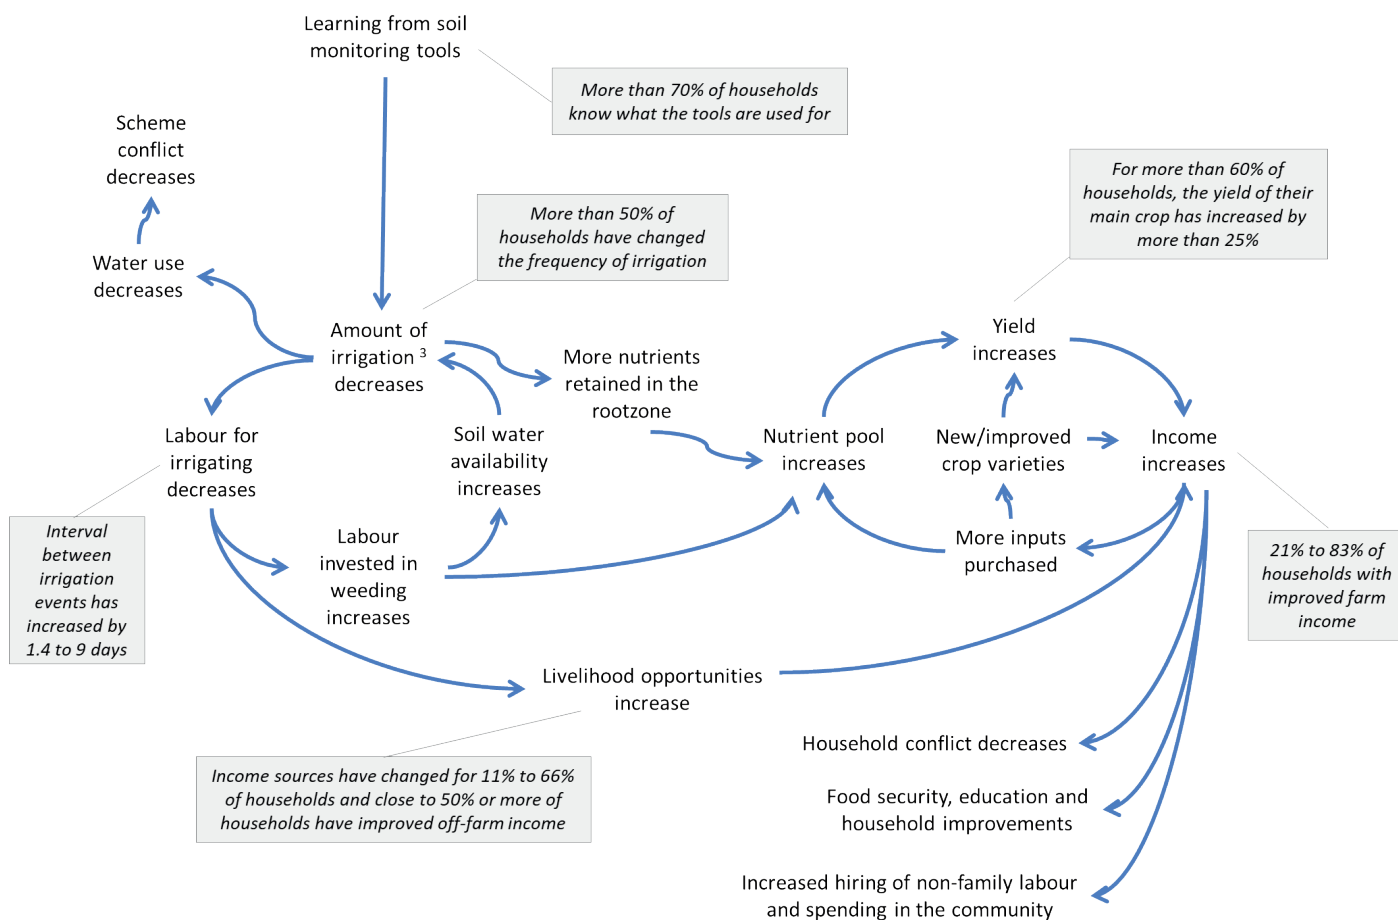 Learning from soil
monitoring tools
More than 70% of households
know what the tools are used for
Scheme
conflict
decreases
For more than 60% of
households, the yield of their
main crop has increased by
more than 25%
More than 50% of
households have changed
the frequency of irrigation
Water use
decreases
Amount of
irrigation ³
decreases
More nutrients
retained in the
rootzone
Yield
increases
Labour for
irrigating
decreases
Soil water
availability
increases
Nutrient pool
increases
New/improved
crop varieties
Income
increases
Interval
between
irrigation
events has
increased by
1.4 to 9 days
Labour
invested in
weeding
increases
More inputs
purchased
21% to 83% of
households with
improved farm
income
Livelihood opportunities
increase
Income sources have changed for 11% to 66%
of households and close to 50% or more of
households have improved off-farm income
Household conflict decreases
Food security, education and
household improvements
Increased hiring of non-family labour
and spending in the community